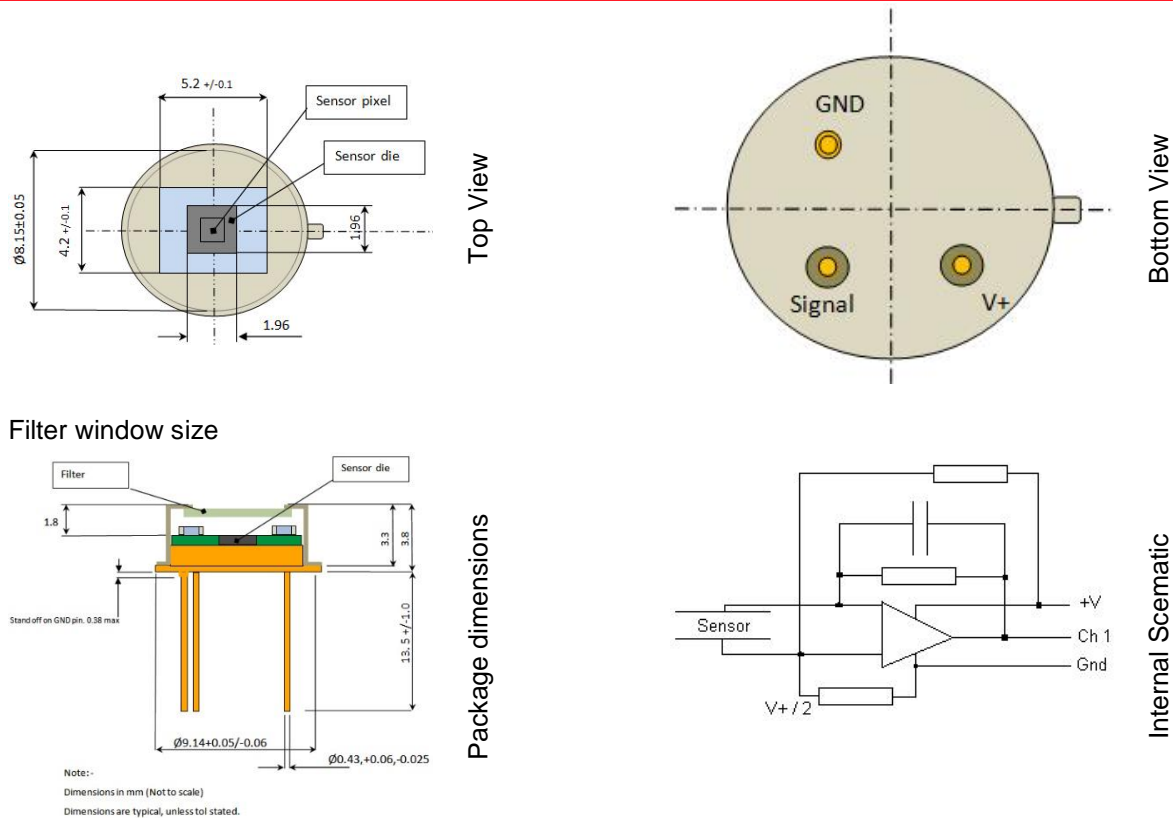 5.2 +/-0.1
Sensor pixel
Sensor die
Ø8.15±0.05
4.2 +/-0.1
1.96
1.96
Top View
GND
Signal
V+
Bottom View
Filter window size
Filter
Sensor die
1.8
3.3
3.8
Stand off on GND pin. 0.38 max
13.5 +/-1.0
Ø9.14+0.05/-0.06
Ø0.43,+0.06,-0.025
Note:-
Dimensions in mm (Not to scale)
Dimensions are typical, unless tol stated.
Package dimensions
Sensor
+V
Ch 1
Gnd
V+ / 2
Internal Scematic